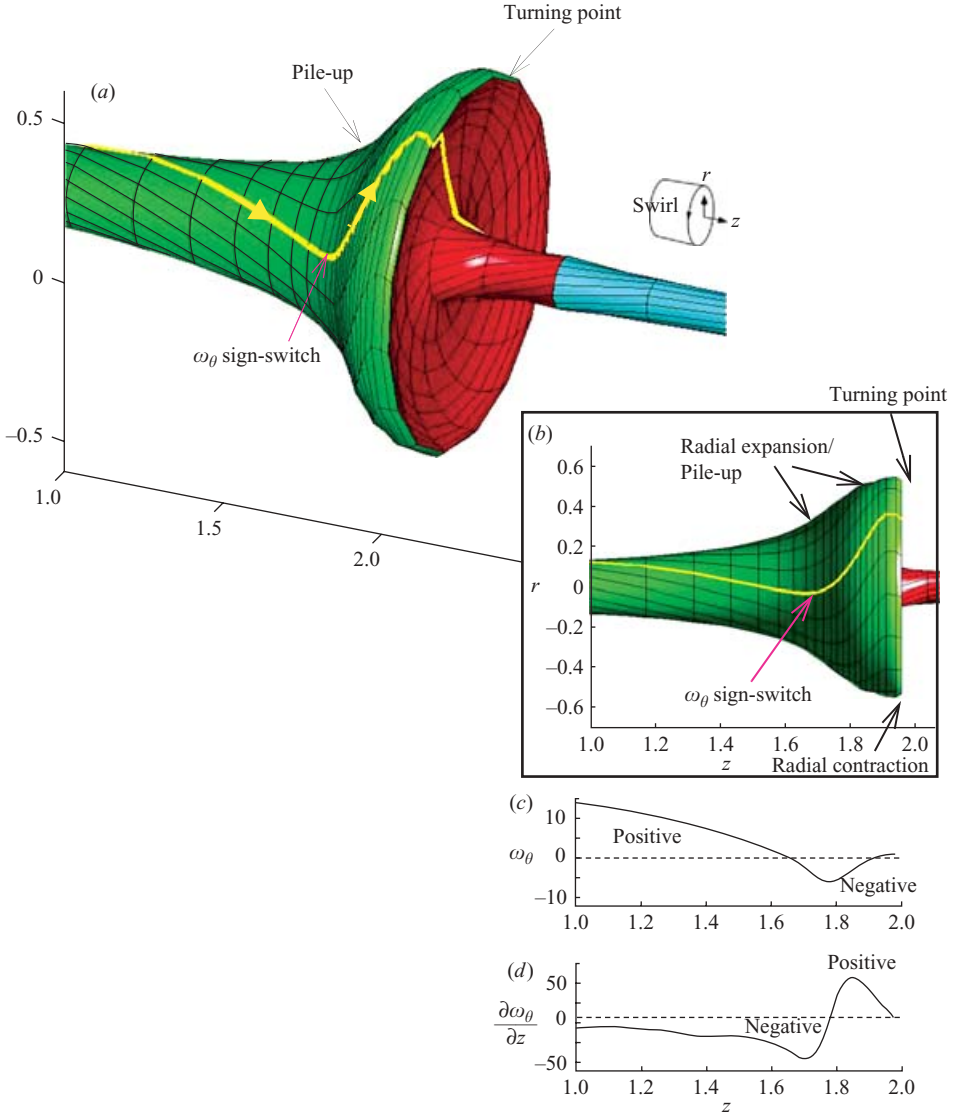 Turning point
Pile-up
(a)
0.5
0
–0.5
r
Swirl
z
ωθ sign-switch
1.0
1.5
2.0
Turning point
(b)
Radial expansion/
Pile-up
0.6
0.4
0.2
r 0
–0.2
–0.4
–0.6
ωθ sign-switch
1.0 1.2 1.4 1.6 1.8 2.0
z
Radial contraction
(c)
10
0
–10
ωθ
Positive
Negative
1.0 1.2 1.4 1.6 1.8 2.0
(d)
Positive
50
0
–50
∂ωθ
∂z
Negative
1.0 1.2 1.4 1.6 1.8 2.0
z